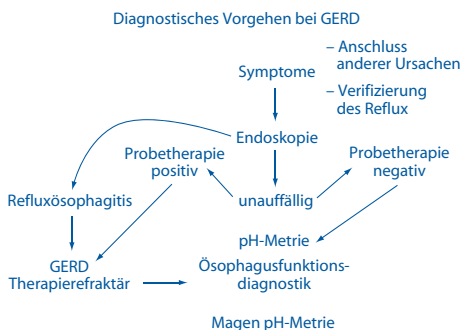 Diagnostisches Vorgehen bei GERD
– Anschluss
anderer Ursachen
Symptome
– Verifizierung
des Reflux
Endoskopie
Probetherapie
positiv
Probetherapie
negativ
Refluxösophagitis
unauffällig
pH-Metrie
GERD
Therapierefraktär
Ösophagusfunktions-
diagnostik
Magen pH-Metrie